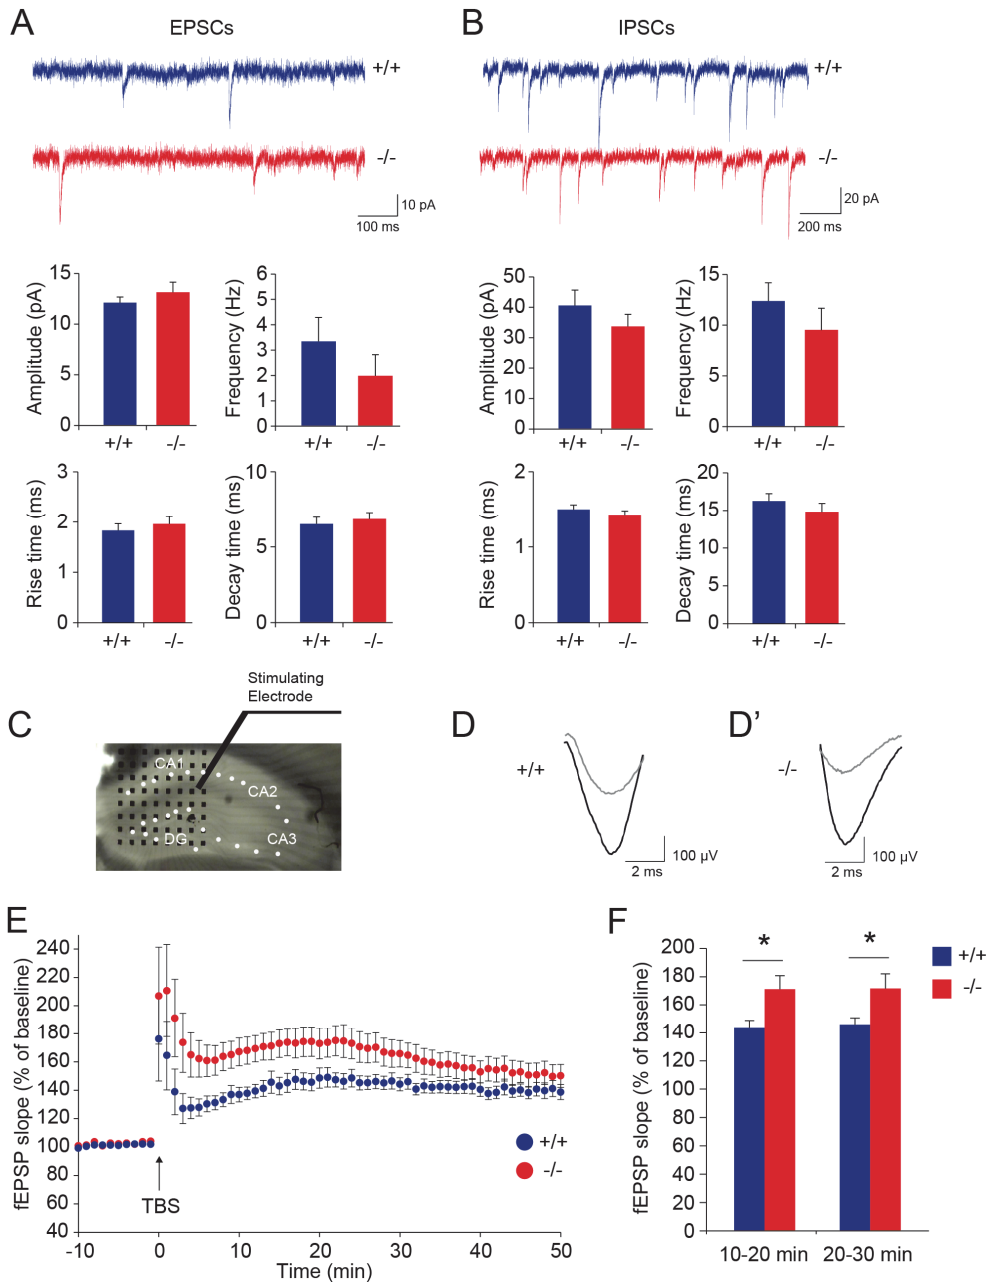 A
EPSCs
+/+
-/-
10 pA
100 ms
B
IPSCs
+/+
-/-
20 pA
200 ms
Amplitude (pA)
15
10
5
0
+/+
-/-
Frequency (Hz)
6
5
4
3
2
1
0
+/+
-/-
Amplitude (pA)
50
40
30
20
10
0
+/+
-/-
Frequency (Hz)
15
10
5
0
+/+
-/-
Rise time (ms)
3
2
1
0
+/+
-/-
Decay time (ms)
10
5
0
+/+
-/-
Rise time (ms)
2
1
0
+/+
-/-
Decay time (ms)
20
15
10
5
0
+/+
-/-
C
Stimulating
Electrode
CA1
CA2
CA3
DG
D
+/+
100 µV
2 ms
D’
-/-
100 µV
2 ms
E
fEPSP slope (% of baseline)
240
220
200
180
160
140
120
100
80
60
40
TBS
+/+
-/-
-10
0
10
20
30
40
50
Time (min)
F
fEPSP slope (% of baseline)
200
180
160
140
120
100
80
60
40
20
0
*
*
+/+
-/-
10-20 min
20-30 min